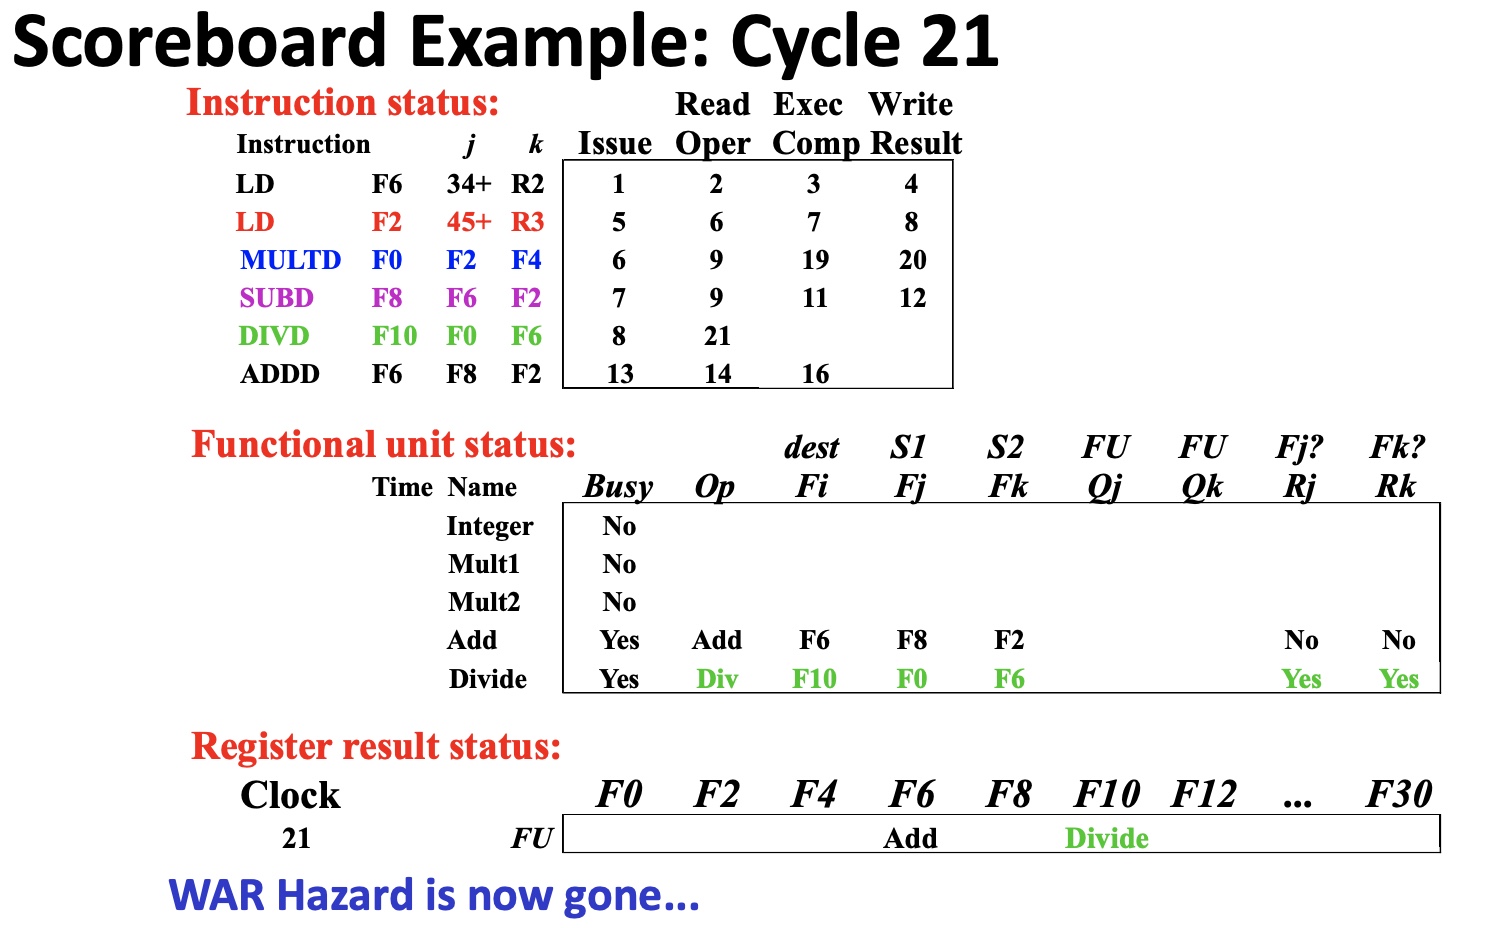 Scoreboard Example: Cycle 21
Instruction status: Read Exec Write
Instruction j k Issue Oper Comp Result
LD F6 34+ R2 1 2 3 4
LD F2 45+ R3 5 6 7 8
MULTD F0 F2 F4 6 9 19 20
SUBD F8 F6 F2 7 9 11 12
DIVD F10 F0 F6 8 21
ADDD F6 F8 F2 13 14 16
Functional unit status: dest S1 S2 FU FU Fj? Fk?
Time Name Busy Op Fi Fj Fk Qj Qk Rj Rk
Integer No
Mult1 No
Mult2 No
Add Yes Add F6 F8 F2 No No
Divide Yes Div F10 F0 F6 Yes Yes
Register result status:
Clock F0 F2 F4 F6 F8 F10 F12 ... F30
21 FU Add Divide
WAR Hazard is now gone...